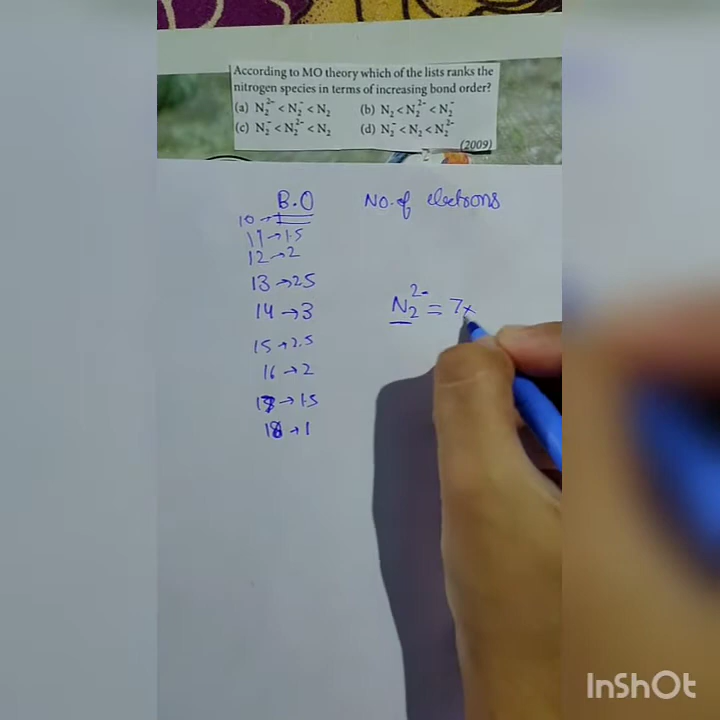 According to MO theory which of the lists ranks the
nitrogen species in terms of increasing bond order?
(a) N₂²⁻ < N₂⁻ < N₂ (b) N₂ < N₂²⁻ < N₂⁻
(c) N₂⁻ < N₂²⁻ < N₂ (d) N₂⁻ < N₂ < N₂²⁻
(2009)
B.O No. of electrons
10 → 1
11 → 1.5
12 → 2
13 → 2.5
14 → 3
15 → 2.5
16 → 2
17 → 1.5
18 → 1
N₂²⁻ = 7x
InShOt